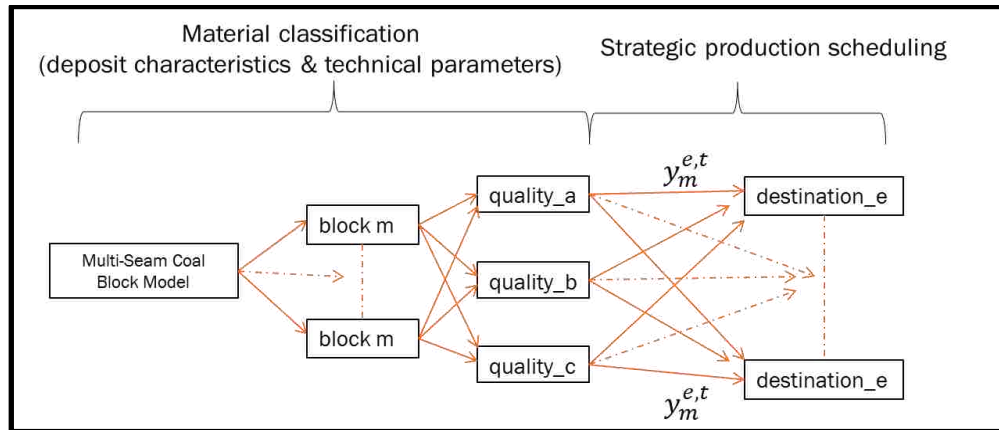 Material classification
(deposit characteristics & technical parameters)
Strategic production scheduling
Multi-Seam Coal
Block Model
block m
block m
quality_a
quality_b
quality_c
y_m^{e,t}
y_m^{e,t}
destination_e
destination_e